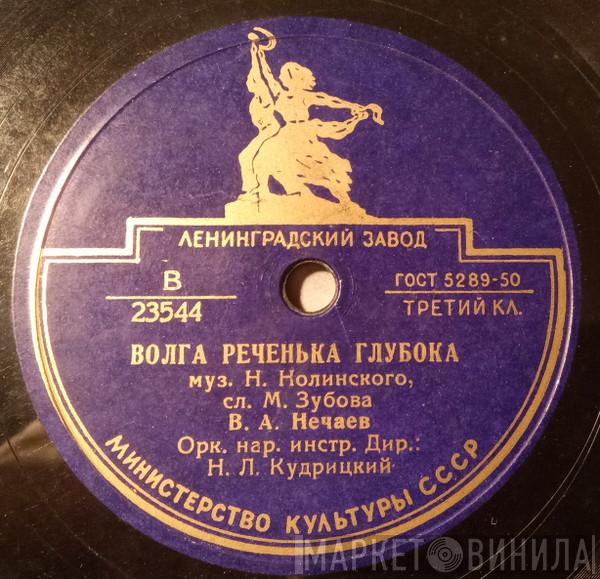 ЛЕНИНГРАДСКИЙ ЗАВОД
В
23544
ГОСТ 5289-50
ТРЕТИЙ КЛ.
ВОЛГА РЕЧЕНЬКА ГЛУБОКА
муз. Н. Нолинского,
сл. М. Зубова
В. А. Нечаев
Орк. нар. инстр. Дир.:
Н. Л. Кудрицкий
МИНИСТЕРСТВО КУЛЬТУРЫ СССР
МАРКЕТ ВИНИЛА